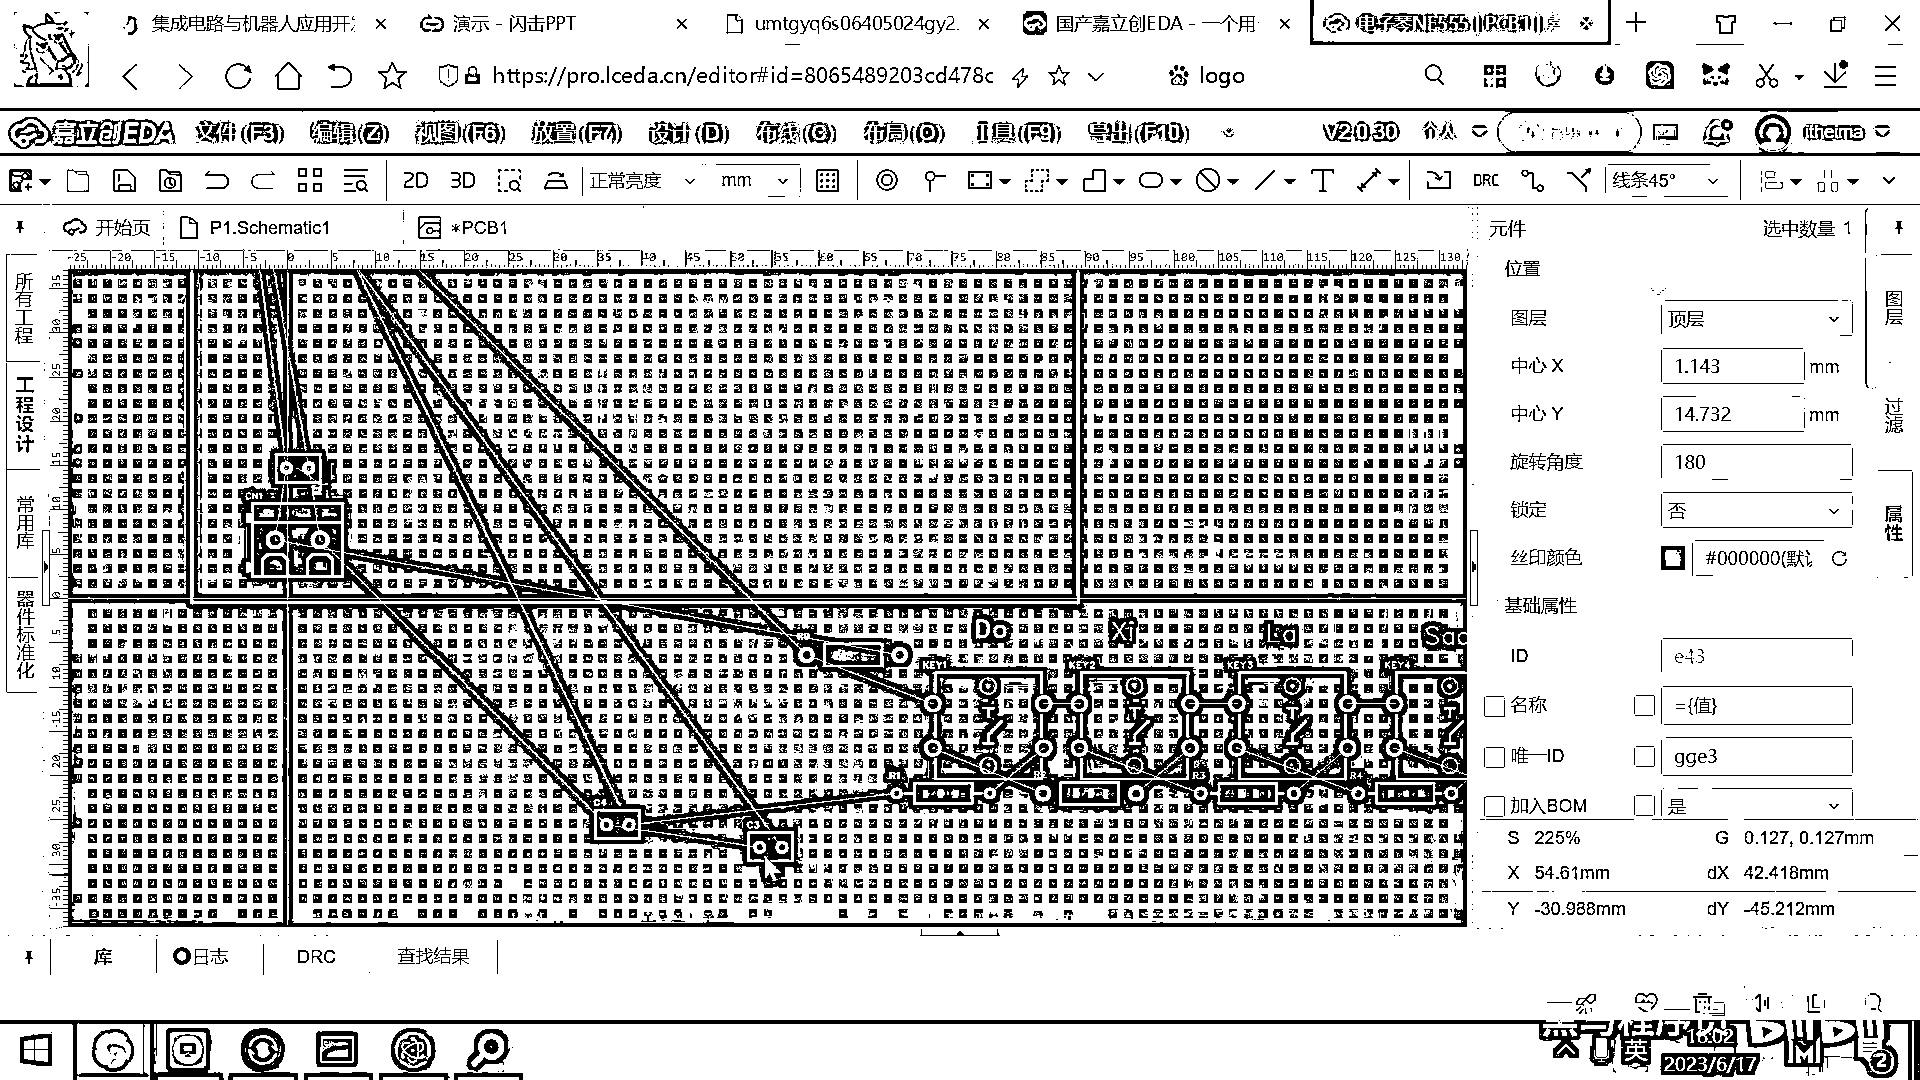 集成电路与机器人应用开发
演示 - 闪击PPT
umtgyq6s06405024gy2.
国产嘉立创EDA - 一个用
电子琴NE555 | PCB1 | 嘉
https://pro.lceda.cn/editor#id=8065489203cd478c
logo
嘉立创EDA
文件(F3)
编辑(Z)
视图(F6)
放置(F7)
设计(D)
布线(C)
布局(O)
工具(F9)
导出(F10)
V2.0.30
个人
itheima
2D
3D
正常亮度
mm
T
DRC
线条45°
开始页
P1.Schematic1
*PCB1
元件
选中数量 1
所有工程
工程设计
常用库
器件标准化
图层
过滤
属性
位置
图层
顶层
中心 X
1.143
mm
中心 Y
14.732
mm
旋转角度
180
锁定
否
丝印颜色
#000000(默认
基础属性
ID
e43
名称
={值}
唯一ID
gge3
加入BOM
是
S 225%
G 0.127, 0.127mm
X 54.61mm
dX 42.418mm
Y -30.988mm
dY -45.212mm
Do
Xi
La
KEY1
KEY2
KEY3
KEY4
库
日志
DRC
查找结果
英
18:02
2023/6/17